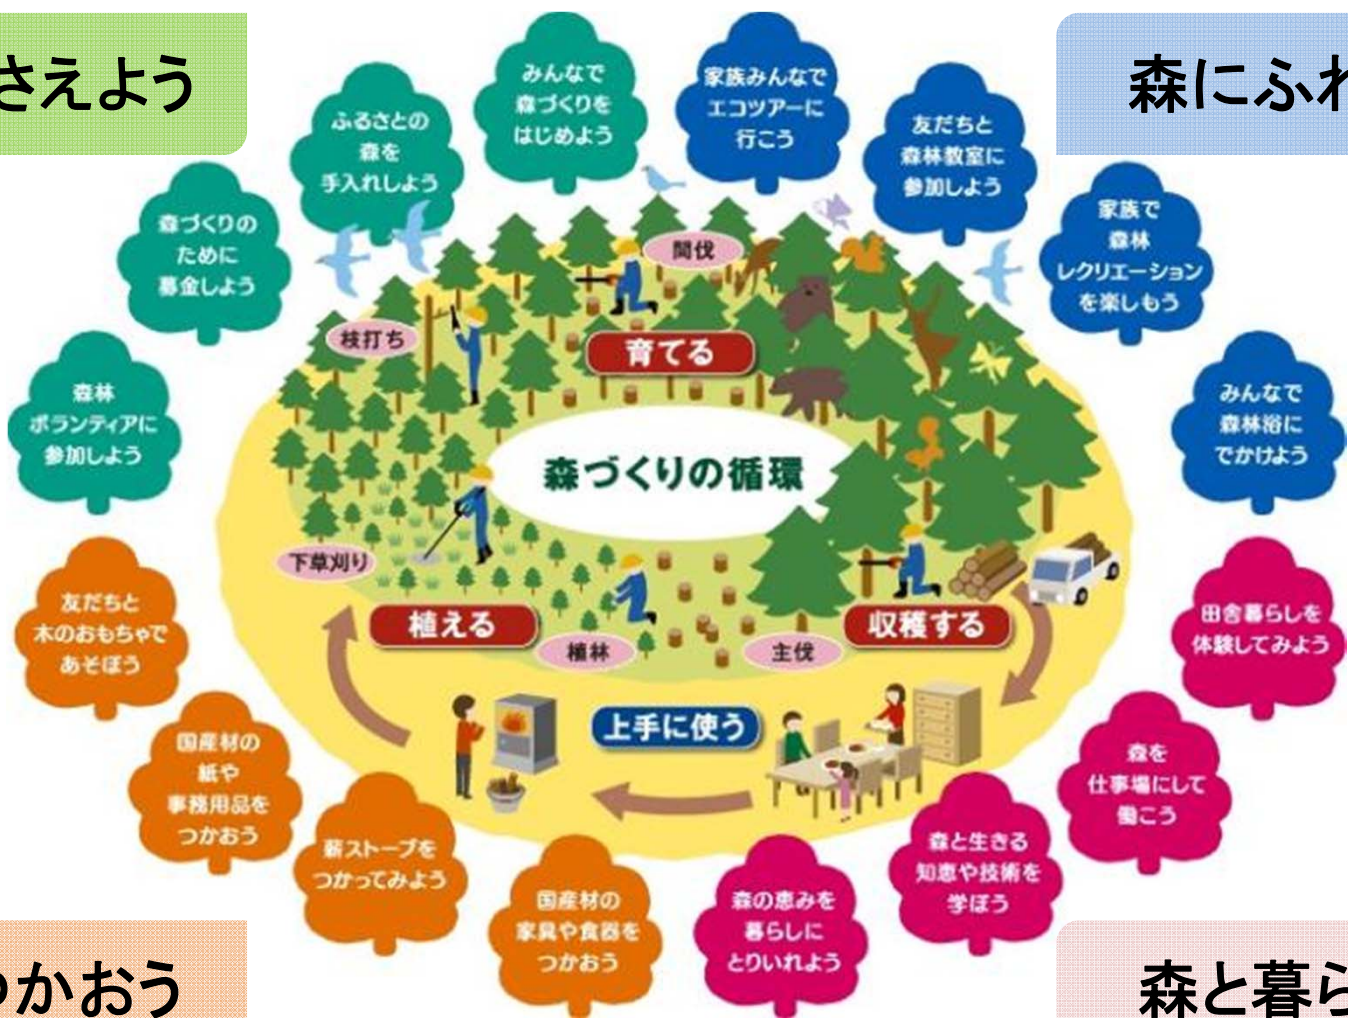 さえよう
森にふれ
みんなで
森づくりを
はじめよう
家族みんなで
エコツアーに
行こう
ふるさとの
森を
手入れしよう
友だちと
森林教室に
参加しよう
森づくりの
ために
募金しよう
家族で
森林
レクリエーション
を楽しもう
森林
ボランティアに
参加しよう
みんなで
森林浴に
でかけよう
間伐
枝打ち
育てる
森づくりの循環
下草刈り
植える
植林
主伐
収穫する
上手に使う
友だちと
木のおもちゃで
あそぼう
田舎暮らしを
体験してみよう
国産材の
紙や
事務用品を
つかおう
森を
仕事場にして
働こう
薪ストーブを
つかってみよう
森と生きる
知恵や技術を
学ぼう
国産材の
家具や食器を
つかおう
森の恵みを
暮らしに
とりいれよう
つかおう
森と暮ら